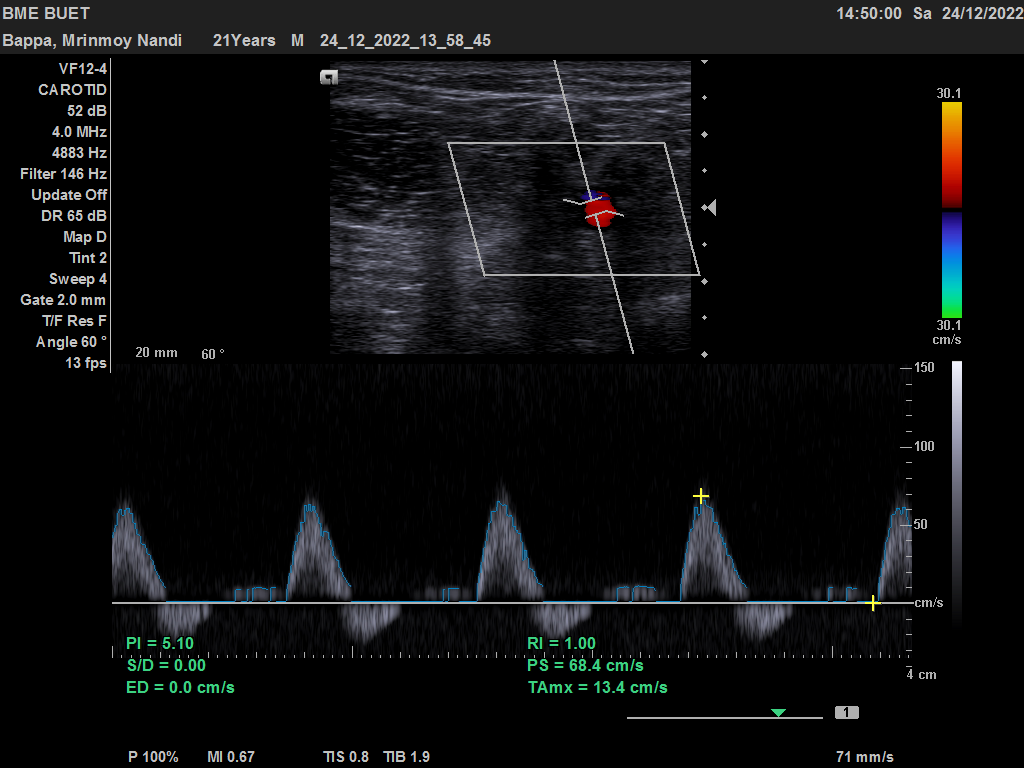 BME BUET 14:50:00 Sa 24/12/2022
Bappa, Mrinmoy Nandi 21Years M 24_12_2022_13_58_45
VF12-4
CAROTID
52 dB
4.0 MHz
4883 Hz
Filter 146 Hz
Update Off
DR 65 dB
Map D
Tint 2
Sweep 4
Gate 2.0 mm
T/F Res F
Angle 60 °
13 fps
20 mm 60 °
30.1
30.1
cm/s
150
100
50
cm/s
4 cm
PI = 5.10
S/D = 0.00
ED = 0.0 cm/s
RI = 1.00
PS = 68.4 cm/s
TAmx = 13.4 cm/s
1
P 100% MI 0.67 TIS 0.8 TIB 1.9 71 mm/s